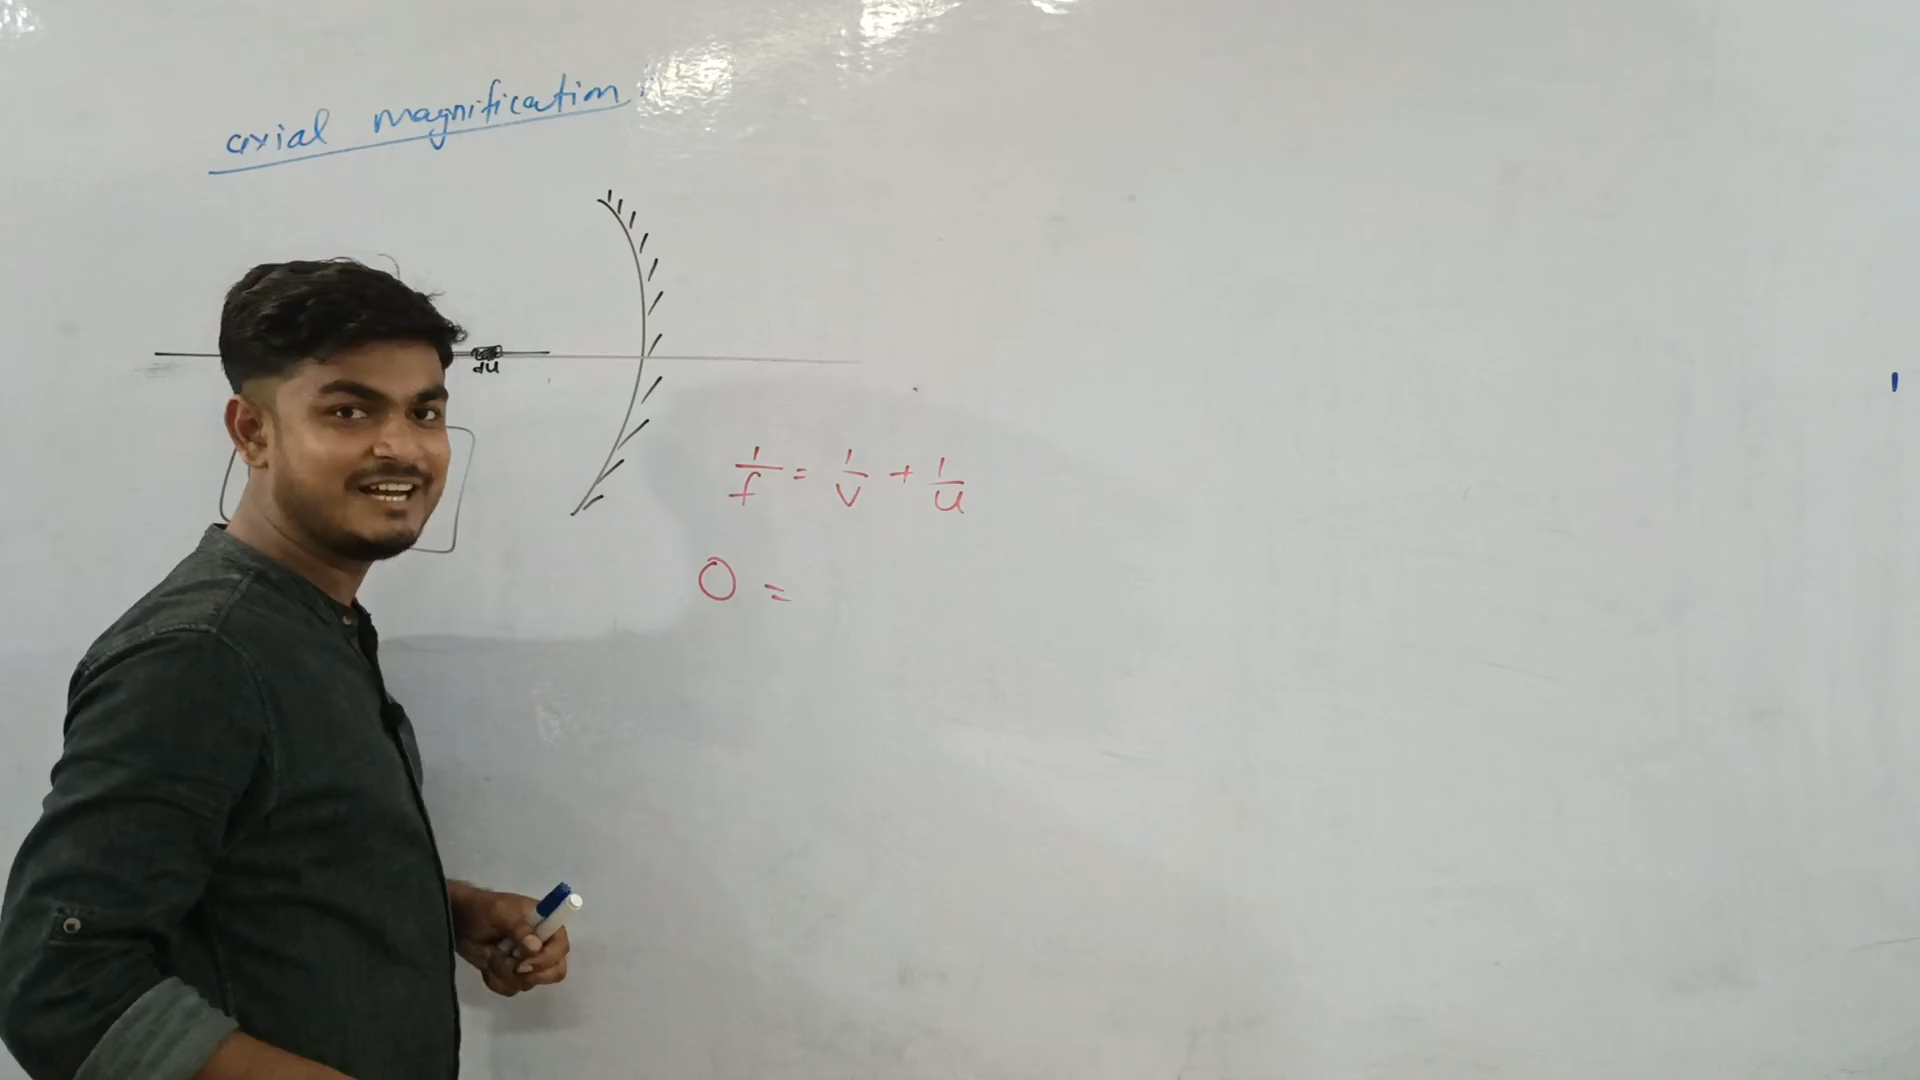 axial magnification
du
1/f = 1/v + 1/u
0 =